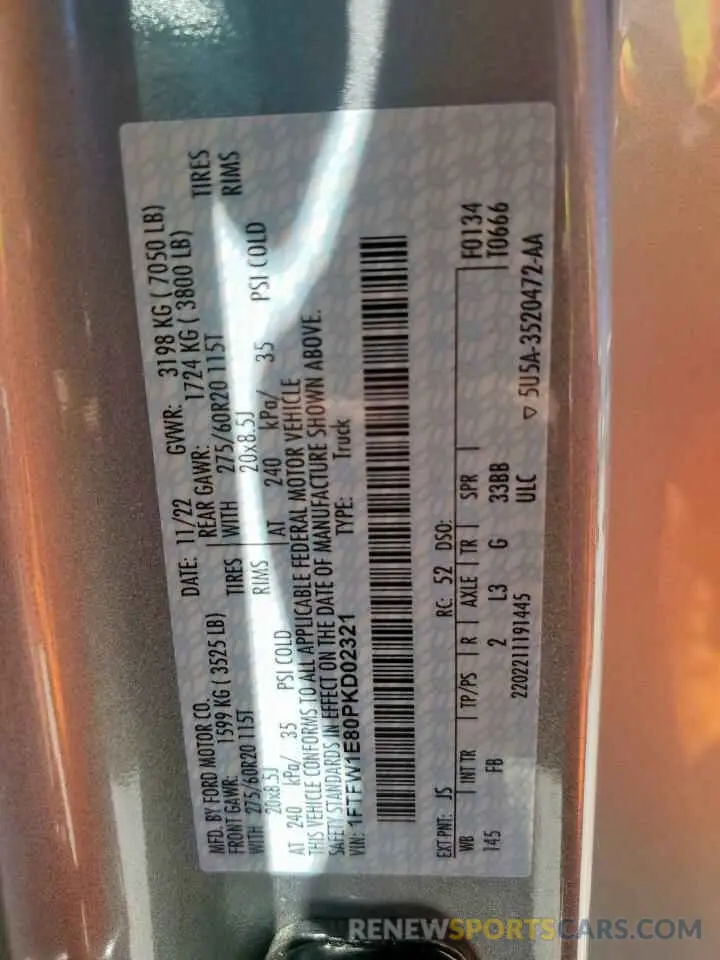 MFD. BY FORD MOTOR CO.
DATE: 11/22 GVWR: 3198 KG ( 7050 LB)
FRONT GAWR: 1599 KG ( 3525 LB) REAR GAWR: 1724 KG ( 3800 LB)
WITH 275/60R20 115T TIRES WITH 275/60R20 115T TIRES
20x8.5J RIMS 20x8.5J RIMS
AT 240 kPa/ 35 PSI COLD AT 240 kPa/ 35 PSI COLD
THIS VEHICLE CONFORMS TO ALL APPLICABLE FEDERAL MOTOR VEHICLE
SAFETY STANDARDS IN EFFECT ON THE DATE OF MANUFACTURE SHOWN ABOVE.
VIN: 1FTFW1E80PKD02321 TYPE: Truck
EXT PNT: JS RC: 52 DSO: F0134
WB INT TR TP/PS R AXLE TR SPR T0666
145 FB 2 L3 G 33BB
2202211191445 ULC ▽ 5U5A-3520472-AA
RENEWSPORTSCARS.COM